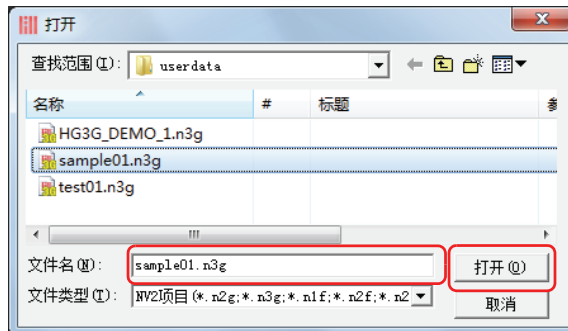 打开
查找范围(I): userdata
名称 # 标题
HG3G_DEMO_1.n3g
sample01.n3g
test01.n3g
文件名(N): sample01.n3g 打开(O)
文件类型(T): NV2项目(*.n2g;*.n3g;*.n1f;*.n2f;*.n2 取消